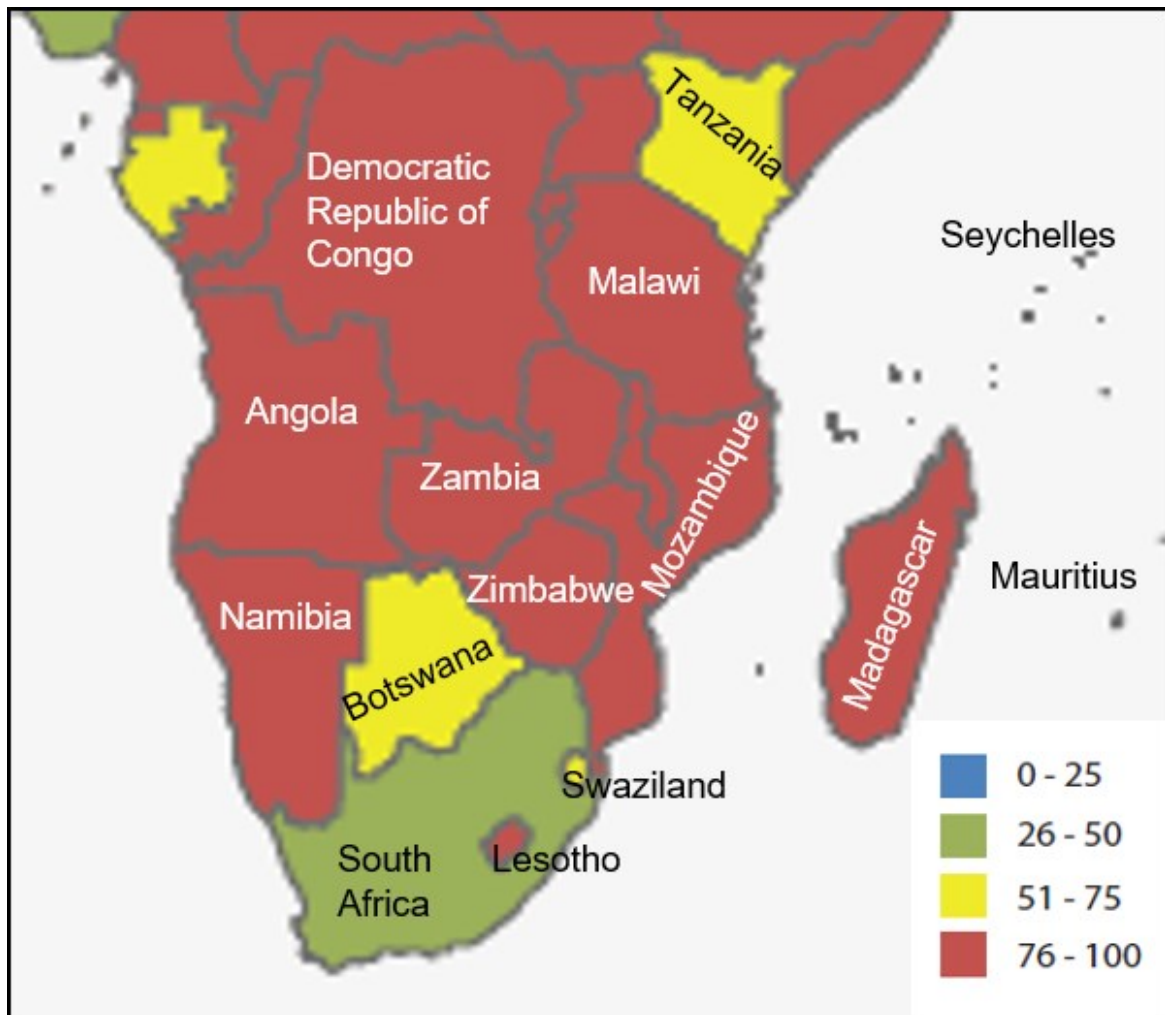 Tanzania
Democratic
Republic of
Congo
Seychelles
Malawi
Angola
Mozambique
Zambia
Madagascar
Mauritius
Zimbabwe
Namibia
Botswana
Swaziland
South
Africa
Lesotho
0 - 25
26 - 50
51 - 75
76 - 100